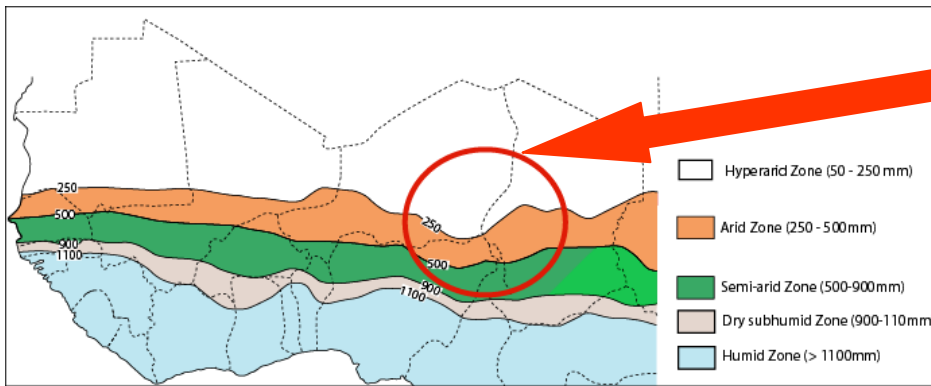 250
500
900
1100
250
500
900
1100
Hyperarid Zone (50 - 250 mm)
Arid Zone (250 - 500mm)
Semi-arid Zone (500-900mm)
Dry subhumid Zone (900-110mm
Humid Zone (> 1100mm)